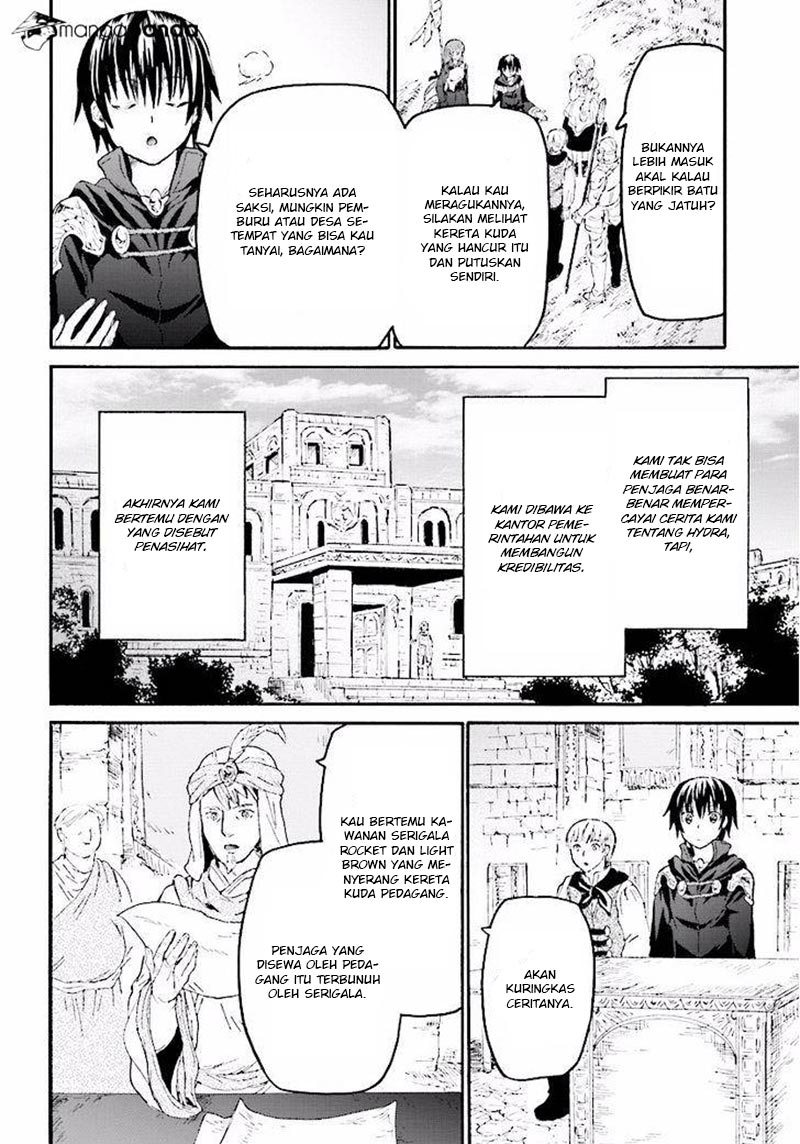 BUKANNYA
LEBIH MASUK
AKAL KALAU
BERPIKIR BATU
YANG JATUH?
KALAU KAU
MERAGUKANNYA,
SILAKAN MELIHAT
KERETA KUDA
YANG HANCUR ITU
DAN PUTUSKAN
SENDIRI.
SEHARUSNYA ADA
SAKSI, MUNGKIN PEM-
BURU ATAU DESA SE-
TEMPAT YANG BISA KAU
TANYAI, BAGAIMANA?
KAMI TAK BISA
MEMBUAT PARA
PENJAGA BENAR-
BENAR MEMPER-
CAYAI CERITA KAMI
TENTANG HYDRA,
TAPI,
KAMI DIBAWA KE
KANTOR PEME-
RINTAHAN UNTUK
MEMBANGUN
KREDIBILITAS.
AKHIRNYA KAMI
BERTEMU DENGAN
YANG DISEBUT
PENASIHAT.
AKAN
KURINGKAS
CERITANYA.
KAU BERTEMU KA-
WANAN SERIGALA
ROCKET DAN LIGHT
BROWN YANG ME-
NYERANG KERETA
KUDA PEDAGANG.
PENJAGA YANG
DISEWA OLEH PEDA-
GANG ITU TERBUNUH
OLEH SERIGALA.